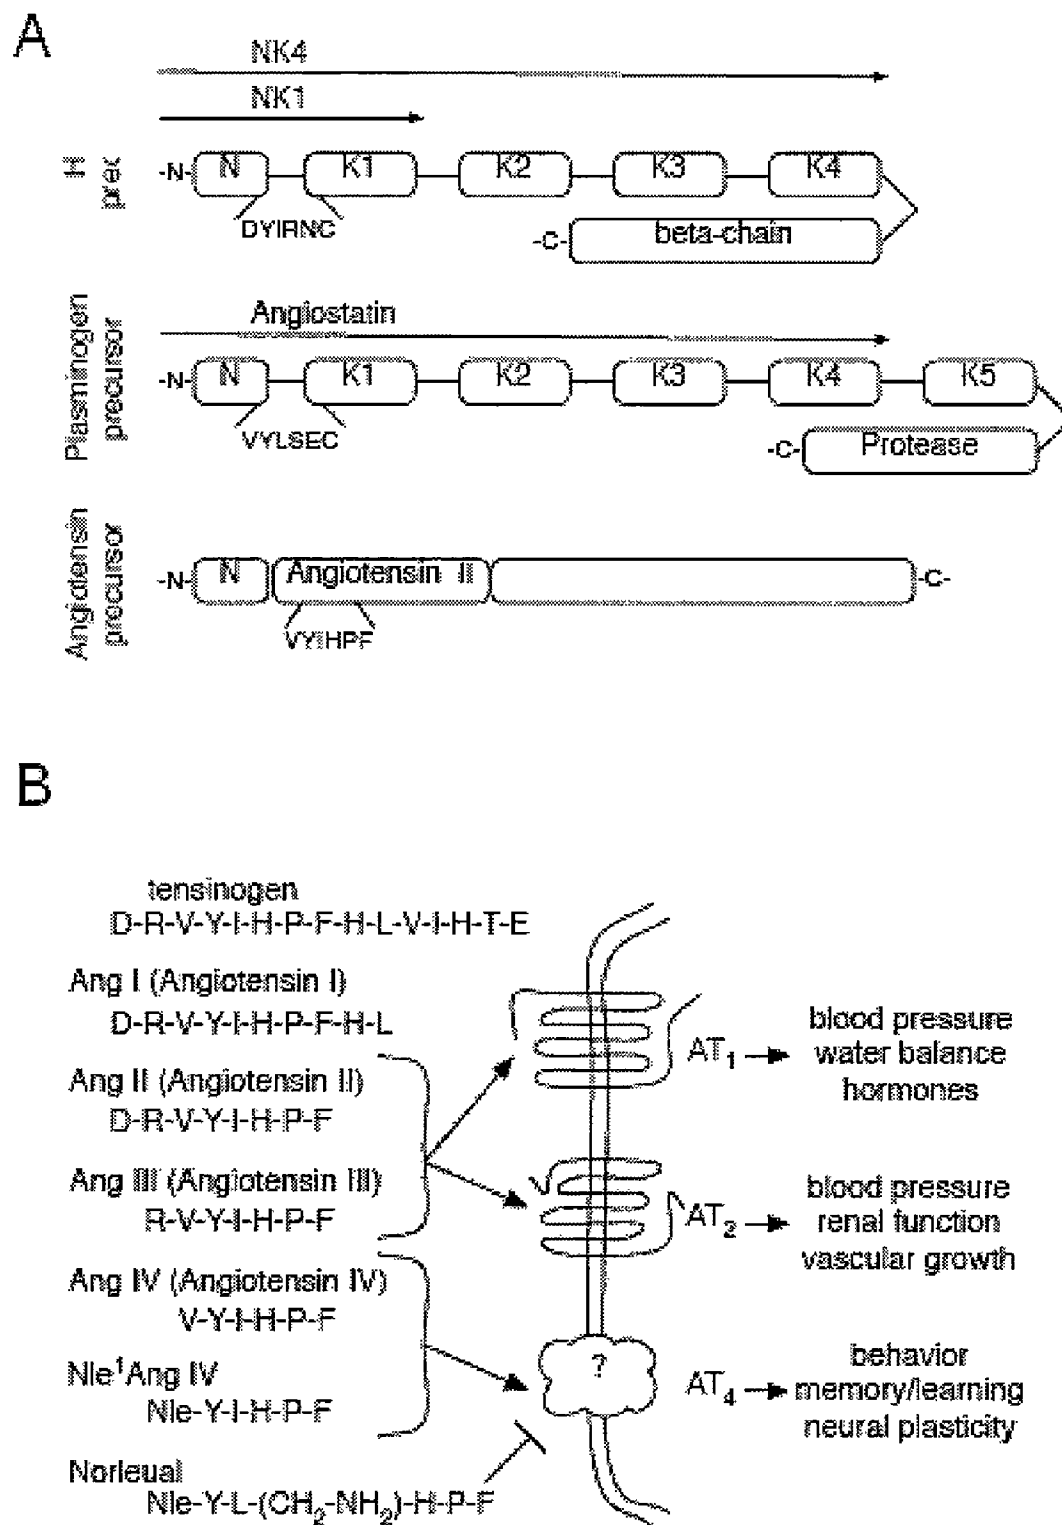 A
NK4
NK1
H
prec
-N-
N
K1
K2
K3
K4
DYIRNC
-C-
beta-chain
Plasminogen
precursor
Angiostatin
-N-
N
K1
K2
K3
K4
K5
VYLSEC
-C-
Protease
Angiotensin
precursor
-N-
N
Angiotensin II
-C-
VYIHPF
B
tensinogen
D-R-V-Y-I-H-P-F-H-L-V-I-H-T-E
Ang I (Angiotensin I)
D-R-V-Y-I-H-P-F-H-L
Ang II (Angiotensin II)
D-R-V-Y-I-H-P-F
Ang III (Angiotensin III)
R-V-Y-I-H-P-F
Ang IV (Angiotensin IV)
V-Y-I-H-P-F
Nle¹Ang IV
Nle-Y-I-H-P-F
Norleual
Nle-Y-L-(CH₂-NH₂)-H-P-F
AT₁
blood pressure
water balance
hormones
AT₂
blood pressure
renal function
vascular growth
?
AT₄
behavior
memory/learning
neural plasticity